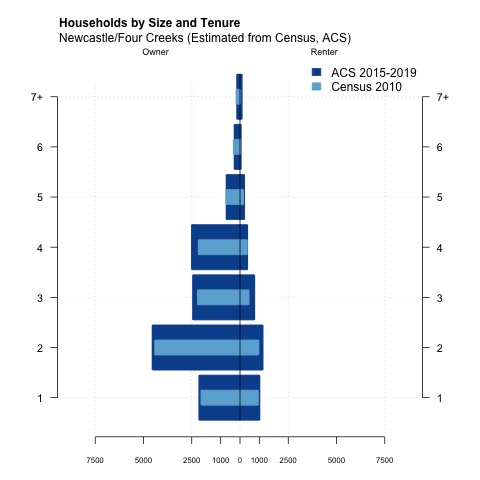 Households by Size and Tenure
Newcastle/Four Creeks (Estimated from Census, ACS)
Owner Renter
ACS 2015-2019
Census 2010
7+ 7+
6 6
5 5
4 4
3 3
2 2
1 1
7500 5000 2500 1000 0 1000 2500 5000 7500